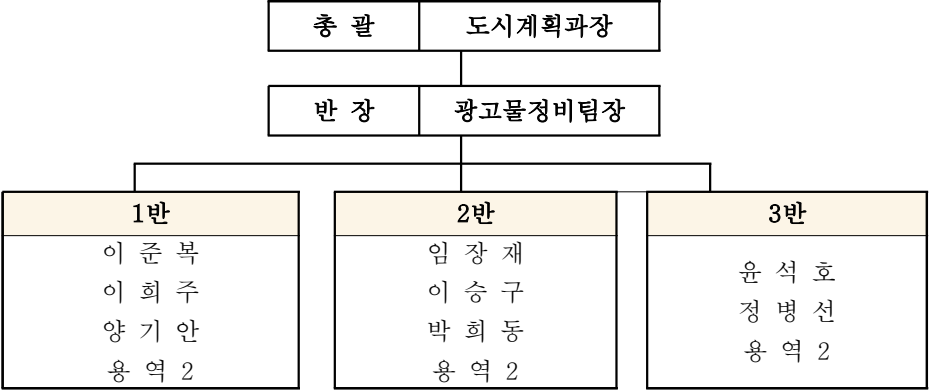 총 괄 도시계획과장
반 장 광고물정비팀장
1반
이 준 복
이 희 주
양 기 안
용 역 2
2반
임 장 재
이 승 구
박 희 동
용 역 2
3반
윤 석 호
정 병 선
용 역 2